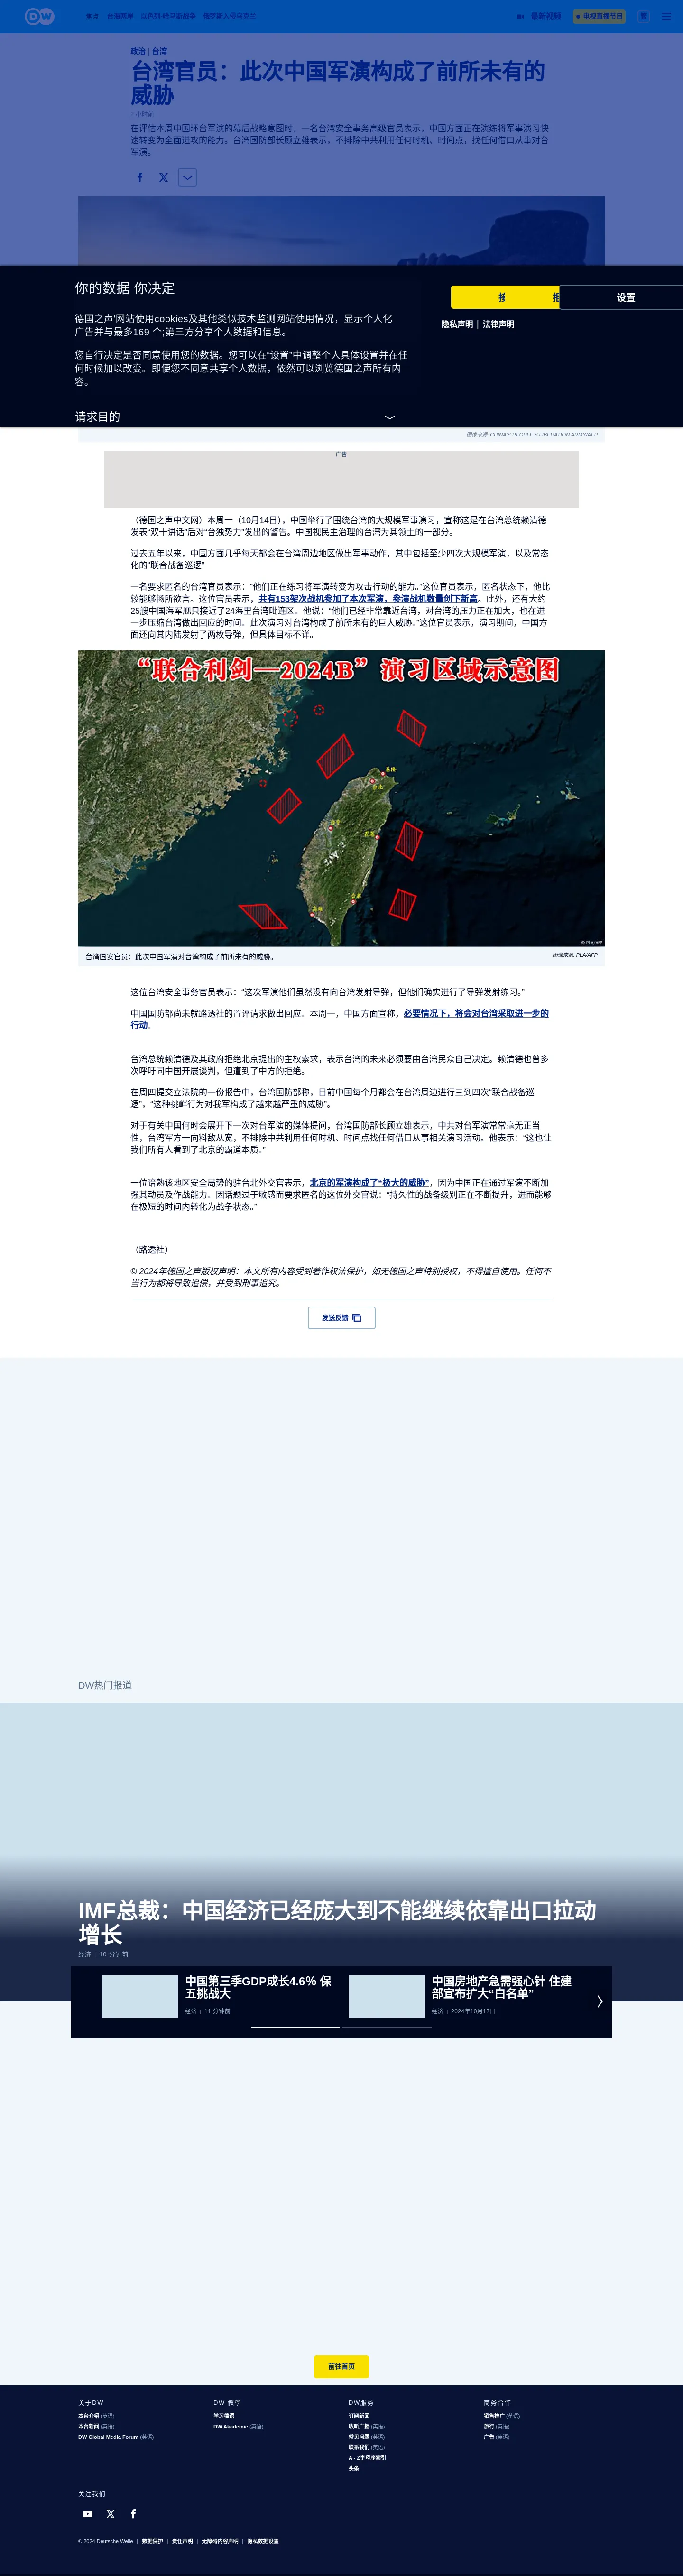 DW
焦点
台海风云
以色列-哈马斯战争
俄罗斯入侵乌克兰
最新视频
电视直播节目
政治 | 台湾
台湾官员：此次中国军演构成了前所未有的
威胁
2 小时前
在评估本周中国环台军演的幕后战略意图时，一名台湾安全事务高级官员表示，中国方面正在演练将军事演习快
速转变为全面进攻的能力。台湾国防部长顾立雄表示，不排除中共利用任何时机、时间点，找任何借口从事对台
军演。
你的数据 你决定
设置
德国之声'网站使用cookies及其他类似技术监测网站使用情况，显示个人化
广告并与最多169 个;第三方分享个人数据和信息。
隐私声明 | 法律声明
您自行决定是否同意使用您的数据。您可以在“设置”中调整个人具体设置并在任
何时候加以改变。即便您不同意共享个人数据，依然可以浏览德国之声所有内
容。
请求目的
图像来源: CHINA'S PEOPLE'S LIBERATION ARMY/AFP
广告
（德国之声中文网）本周一（10月14日），中国举行了围绕台湾的大规模军事演习，宣称这是在台湾总统赖清德
发表“双十讲话”后对“台独势力”发出的警告。中国视民主治理的台湾为其领土的一部分。
过去五年以来，中国方面几乎每天都会在台湾周边地区做出军事动作，其中包括至少四次大规模军演，以及常态
化的“联合战备巡逻”
一名要求匿名的台湾官员表示：“他们正在练习将军演转变为攻击行动的能力。”这位官员表示，匿名状态下，他比
较能够畅所欲言。这位官员表示，共有153架次战机参加了本次军演，参演战机数量创下新高。此外，还有大约
25艘中国海军舰只接近了24海里台湾毗连区。他说：“他们已经非常靠近台湾，对台湾的压力正在加大，也在进
一步压缩台湾做出回应的时间。此次演习对台湾构成了前所未有的巨大威胁。”这位官员表示，演习期间，中国方
面还向其内陆发射了两枚导弹，但具体目标不详。
“联合利剑—2024B”演习区域示意图
基隆
台北
台中
花莲
台东
高雄
© PLA/AFP
台湾国安官员：此次中国军演对台湾构成了前所未有的威胁。
图像来源: PLA/AFP
这位台湾安全事务官员表示：“这次军演他们虽然没有向台湾发射导弹，但他们确实进行了导弹发射练习。”
中国国防部尚未就路透社的置评请求做出回应。本周一，中国方面宣称，必要情况下，将会对台湾采取进一步的
行动。
台湾总统赖清德及其政府拒绝北京提出的主权索求，表示台湾的未来必须要由台湾民众自己决定。赖清德也曾多
次呼吁同中国开展谈判，但遭到了中方的拒绝。
在周四提交立法院的一份报告中，台湾国防部称，目前中国每个月都会在台湾周边进行三到四次“联合战备巡
逻”，“这种挑衅行为对我军构成了越来越严重的威胁”。
对于有关中国何时会展开下一次对台军演的媒体提问，台湾国防部长顾立雄表示，中共对台军演常常毫无正当
性，台湾军方一向料敌从宽，不排除中共利用任何时机、时间点找任何借口从事相关演习活动。他表示：“这也让
我们所有人看到了北京的霸道本质。”
一位谙熟该地区安全局势的驻台北外交官表示，北京的军演构成了“极大的威胁”，因为中国正在通过军演不断加
强其动员及作战能力。因话题过于敏感而要求匿名的这位外交官说：“持久性的战备级别正在不断提升，进而能够
在极短的时间内转化为战争状态。”
（路透社）
© 2024年德国之声版权声明：本文所有内容受到著作权法保护，如无德国之声特别授权，不得擅自使用。任何不
当行为都将导致追偿，并受到刑事追究。
发送反馈
DW热门报道
IMF总裁：中国经济已经庞大到不能继续依靠出口拉动
增长
经济 | 10 分钟前
中国第三季GDP成长4.6% 保
五挑战大
经济 | 11 分钟前
中国房地产急需强心针 住建
部宣布扩大“白名单”
经济 | 2024年10月17日
前往首页
关于DW
本台介绍 (英语)
本台新闻 (英语)
DW Global Media Forum (英语)
DW 教學
学习德语
DW Akademie (英语)
DW服务
订阅新闻
收听广播 (英语)
常见问题 (英语)
联系我们 (英语)
A - Z字母序索引
头条
商务合作
销售推广 (英语)
旅行 (英语)
广告 (英语)
关注我们
© 2024 Deutsche Welle | 数据保护 | 责任声明 | 无障碍内容声明 | 隐私数据设置